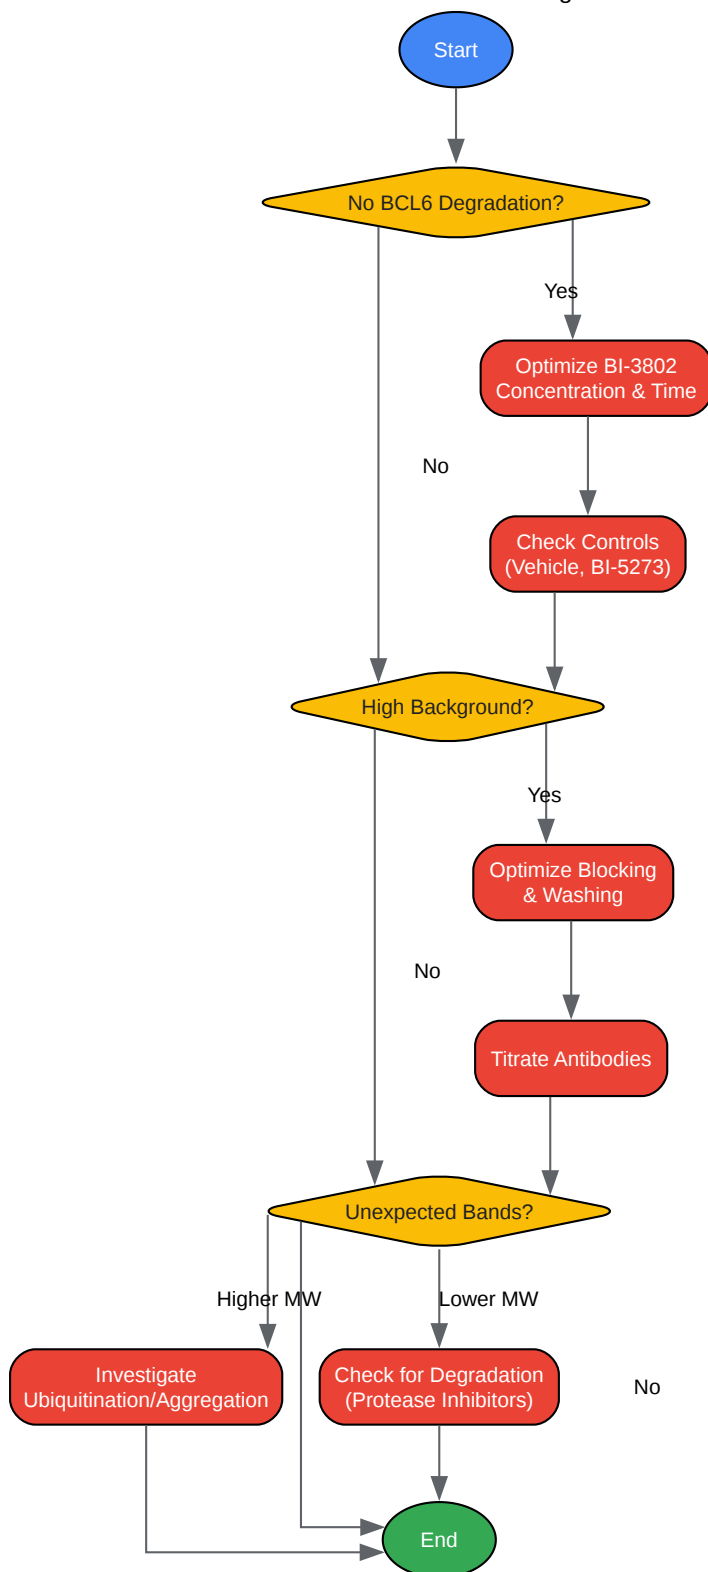 Start
No BCL6 Degradation?
Yes
Optimize BI-3802
Concentration & Time
No
Check Controls
(Vehicle, BI-5273)
High Background?
Yes
Optimize Blocking
& Washing
No
Titrate Antibodies
Unexpected Bands?
Higher MW
Lower MW
Investigate
Ubiquitination/Aggregation
Check for Degradation
(Protease Inhibitors)
No
End